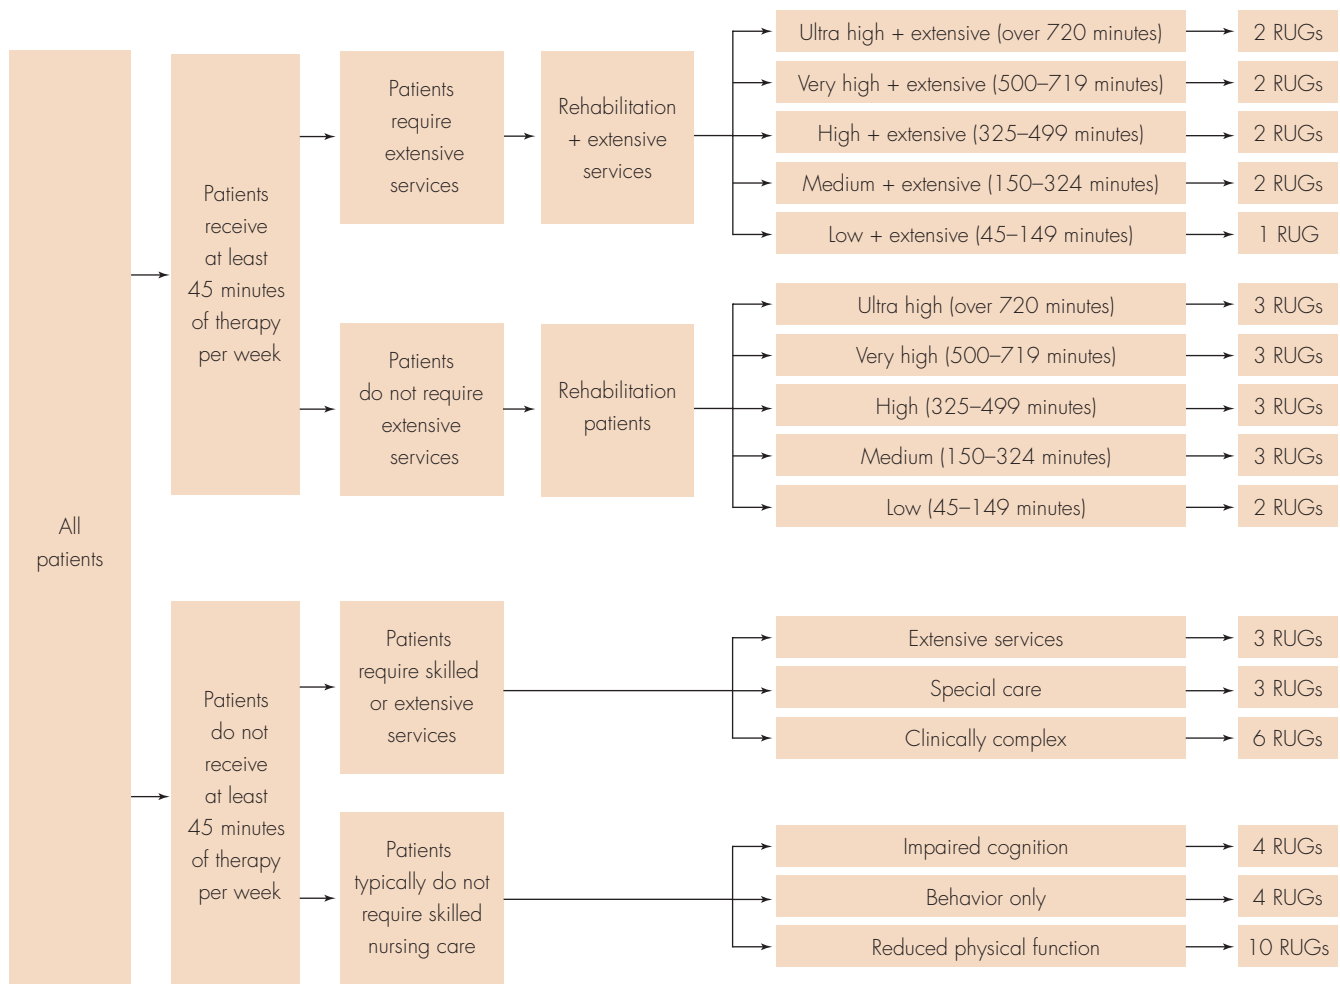 All
patients
Patients
receive
at least
45 minutes
of therapy
per week
Patients
require
extensive
services
Rehabilitation
+ extensive
services
Ultra high + extensive (over 720 minutes)
2 RUGs
Very high + extensive (500–719 minutes)
2 RUGs
High + extensive (325–499 minutes)
2 RUGs
Medium + extensive (150–324 minutes)
2 RUGs
Low + extensive (45–149 minutes)
1 RUG
Patients
do not require
extensive
services
Rehabilitation
patients
Ultra high (over 720 minutes)
3 RUGs
Very high (500–719 minutes)
3 RUGs
High (325–499 minutes)
3 RUGs
Medium (150–324 minutes)
3 RUGs
Low (45–149 minutes)
2 RUGs
Patients
do not
receive
at least
45 minutes
of therapy
per week
Patients
require skilled
or extensive
services
Extensive services
3 RUGs
Special care
3 RUGs
Clinically complex
6 RUGs
Patients
typically do not
require skilled
nursing care
Impaired cognition
4 RUGs
Behavior only
4 RUGs
Reduced physical function
10 RUGs